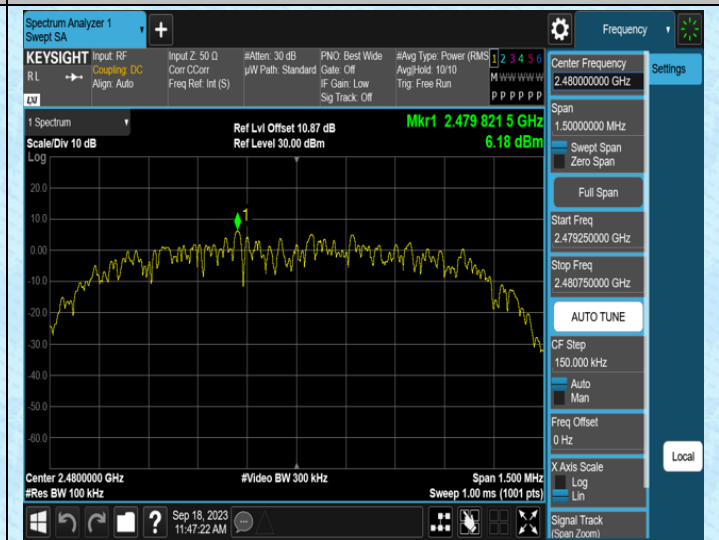 Spectrum Analyzer 1
Swept SA
+
Frequency
KEYSIGHT
RL
LXI
Input: RF
Coupling: DC
Align: Auto
Input Z: 50 Ω
Corr CCorr
Freq Ref: Int (S)
#Atten: 30 dB
µW Path: Standard
PNO: Best Wide
Gate: Off
IF Gain: Low
Sig Track: Off
#Avg Type: Power (RMS
Avg|Hold: 10/10
Trig: Free Run
1 2 3 4 5 6
M W W W W W
P P P P P P
1 Spectrum
Scale/Div 10 dB
Log
Ref Lvl Offset 10.87 dB
Ref Level 30.00 dBm
Mkr1 2.479 821 5 GHz
6.18 dBm
20.0
10.0
0.00
-10.0
-20.0
-30.0
-40.0
-50.0
-60.0
1
Center 2.4800000 GHz
#Res BW 100 kHz
#Video BW 300 kHz
Span 1.500 MHz
Sweep 1.00 ms (1001 pts)
Sep 18, 2023
11:47:22 AM
Center Frequency
2.480000000 GHz
Span
1.50000000 MHz
Swept Span
Zero Span
Full Span
Start Freq
2.479250000 GHz
Stop Freq
2.480750000 GHz
AUTO TUNE
CF Step
150.000 kHz
Auto
Man
Freq Offset
0 Hz
X Axis Scale
Log
Lin
Signal Track
(Span Zoom)
Settings
Local